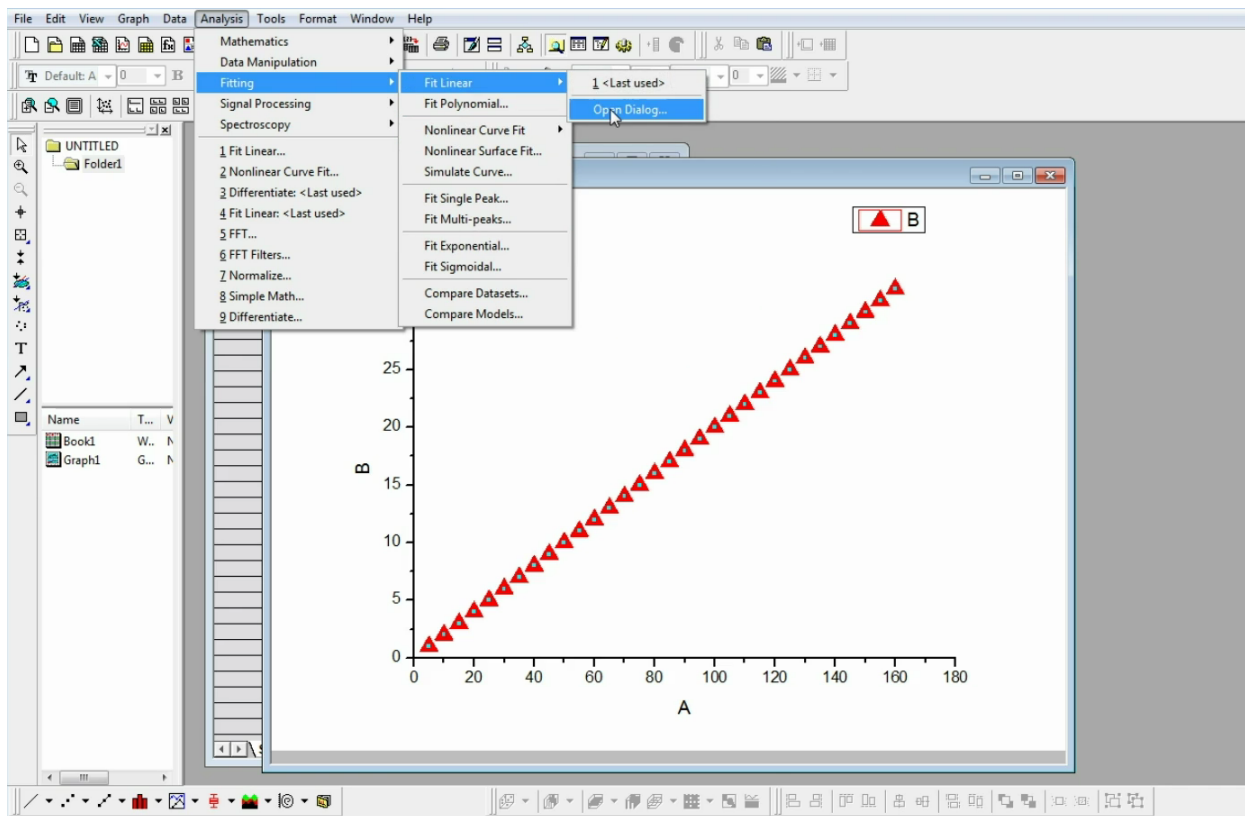 File Edit View Graph Data Analysis Tools Format Window Help
Default: A 0 B
0
Mathematics
Data Manipulation
Fitting
Signal Processing
Spectroscopy
1 Fit Linear...
2 Nonlinear Curve Fit...
3 Differentiate: <Last used>
4 Fit Linear: <Last used>
5 FFT...
6 FFT Filters...
7 Normalize...
8 Simple Math...
9 Differentiate...
Fit Linear
Fit Polynomial...
Nonlinear Curve Fit
Nonlinear Surface Fit...
Simulate Curve...
Fit Single Peak...
Fit Multi-peaks...
Fit Exponential...
Fit Sigmoidal...
Compare Datasets...
Compare Models...
1 <Last used>
Open Dialog...
UNTITLED
Folder1
Name T... V
Book1 W.. N
Graph1 G... N
B
25
20
15
10
5
0
B
0 20 40 60 80 100 120 140 160 180
A